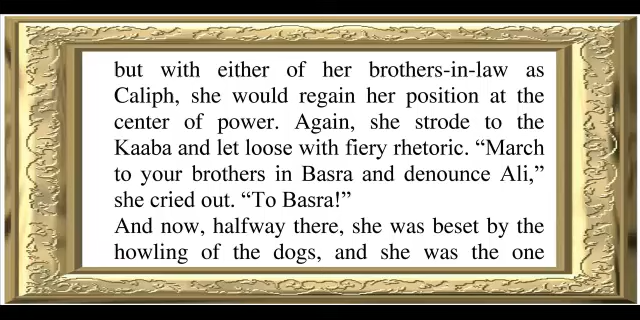 but with either of her brothers-in-law as
Caliph, she would regain her position at the
center of power. Again, she strode to the
Kaaba and let loose with fiery rhetoric. “March
to your brothers in Basra and denounce Ali,”
she cried out. “To Basra!”
And now, halfway there, she was beset by the
howling of the dogs, and she was the one